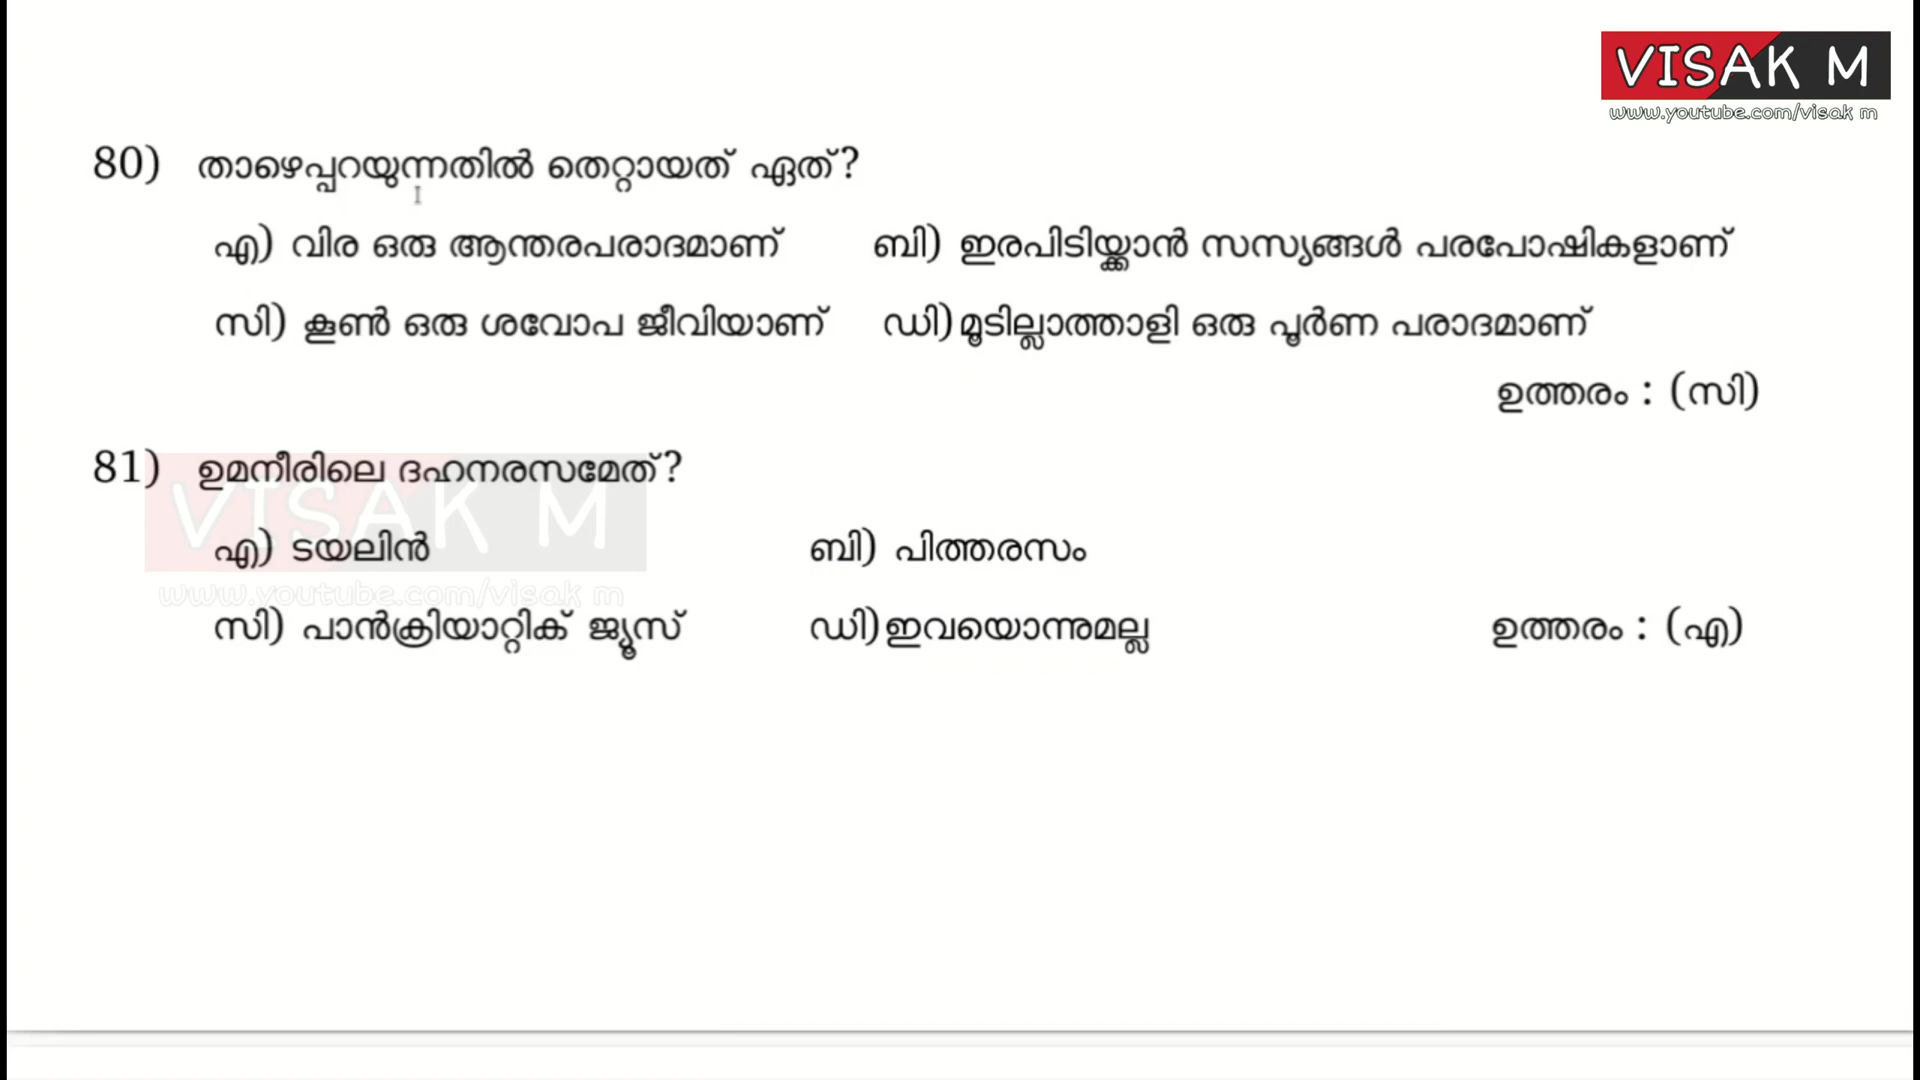 VISAK M
www.youtube.com/visak m
80) താഴെപ്പറയുന്നതിൽ തെറ്റായത് ഏത്?
എ) വിര ഒരു ആന്തരപരാദമാണ് ബി) ഇരപിടിയ്ക്കാൻ സസ്യങ്ങൾ പരപോഷികളാണ്
സി) കൂൺ ഒരു ശവോപ ജീവിയാണ് ഡി) മൂടില്ലാത്താളി ഒരു പൂർണ പരാദമാണ്
ഉത്തരം : (സി)
81) ഉമനീരിലെ ദഹനരസമേത്?
VISAK M
എ) ടയലിൻ ബി) പിത്തരസം
www.youtube.com/visak m
സി) പാൻക്രിയാറ്റിക് ജ്യൂസ് ഡി) ഇവയൊന്നുമല്ല ഉത്തരം : (എ)